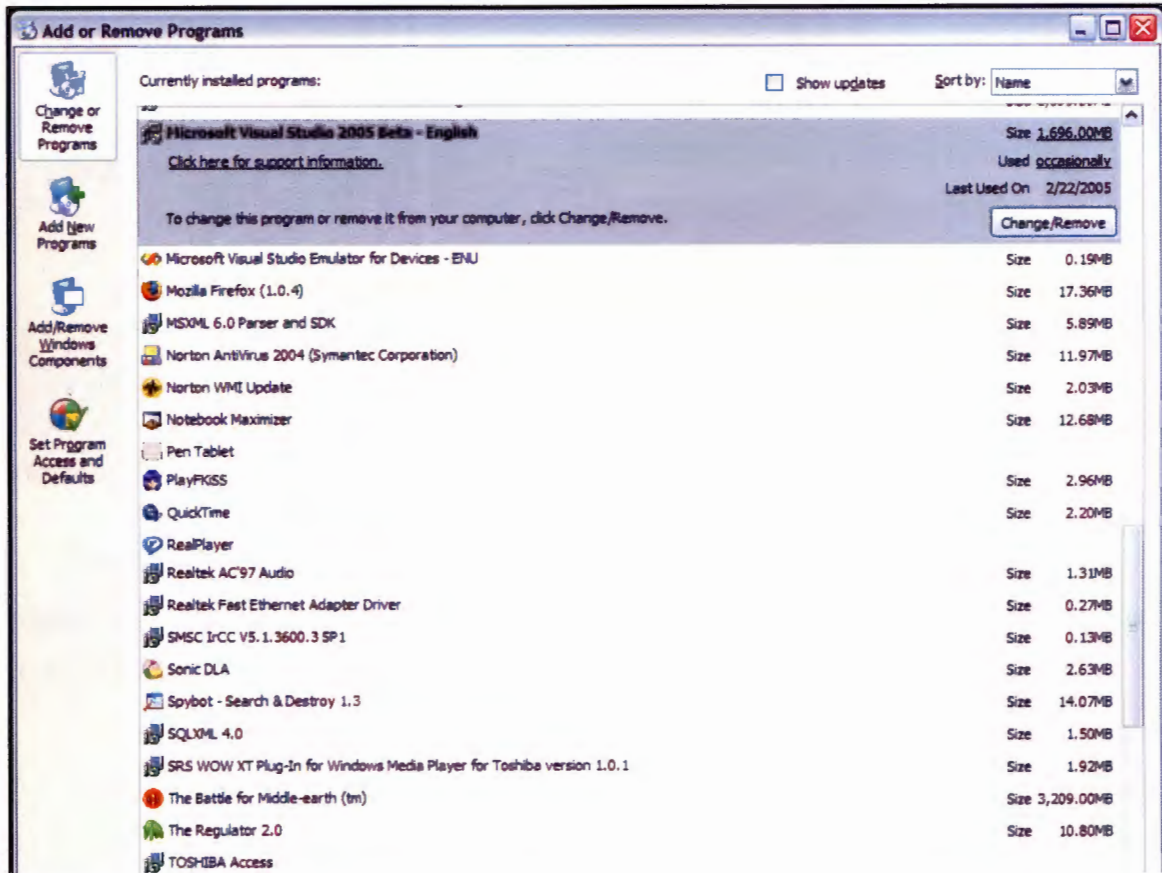 Add or Remove Programs
Change or
Remove
Programs
Add New
Programs
Add/Remove
Windows
Components
Set Program
Access and
Defaults
Currently installed programs:
Show updates
Sort by: Name
Microsoft Visual Studio 2005 Beta - English Size 1,696.00MB
Click here for support information. Used occasionally
Last Used On 2/22/2005
To change this program or remove it from your computer, click Change/Remove. Change/Remove
Microsoft Visual Studio Emulator for Devices - ENU Size 0.19MB
Mozilla Firefox (1.0.4) Size 17.36MB
MSXML 6.0 Parser and SDK Size 5.89MB
Norton AntiVirus 2004 (Symantec Corporation) Size 11.97MB
Norton WMI Update Size 2.03MB
Notebook Maximizer Size 12.68MB
Pen Tablet
PlayFKiSS Size 2.96MB
QuickTime Size 2.20MB
RealPlayer
Realtek AC'97 Audio Size 1.31MB
Realtek Fast Ethernet Adapter Driver Size 0.27MB
SMSC IrCC V5.1.3600.3 SP1 Size 0.13MB
Sonic DLA Size 2.63MB
Spybot - Search & Destroy 1.3 Size 14.07MB
SQLXML 4.0 Size 1.50MB
SRS WOW XT Plug-In for Windows Media Player for Toshiba version 1.0.1 Size 1.92MB
The Battle for Middle-earth (tm) Size 3,209.00MB
The Regulator 2.0 Size 10.80MB
TOSHIBA Access